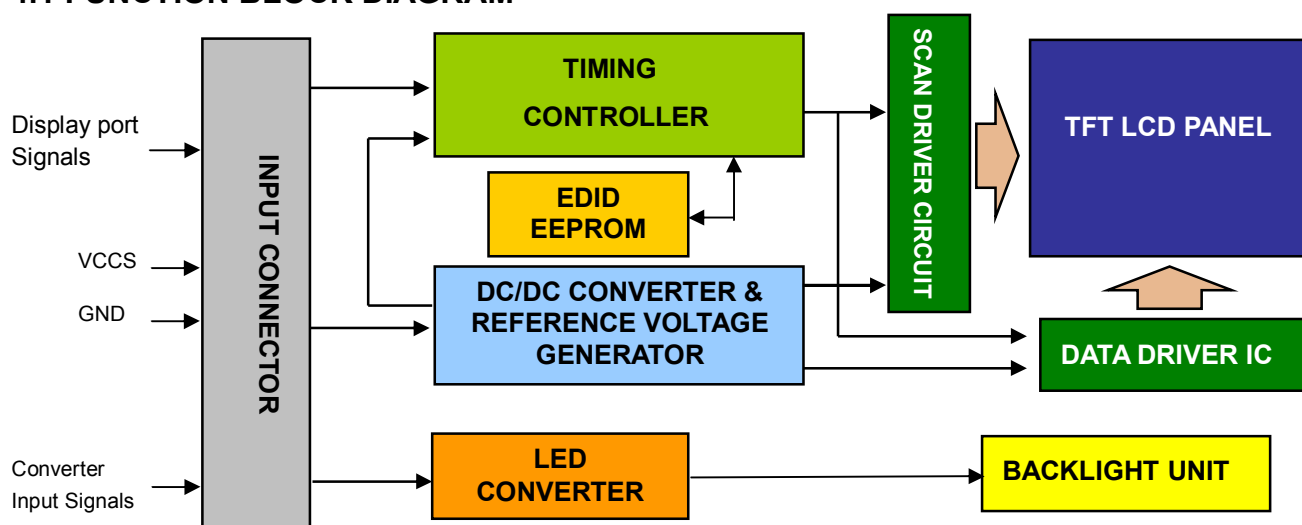 TIMING
CONTROLLER
SCAN DRIVER CIRCUIT
TFT LCD PANEL
Display port
Signals
INPUT CONNECTOR
EDID
EEPROM
VCCS
GND
DC/DC CONVERTER &
REFERENCE VOLTAGE
GENERATOR
DATA DRIVER IC
Converter
Input Signals
LED
CONVERTER
BACKLIGHT UNIT